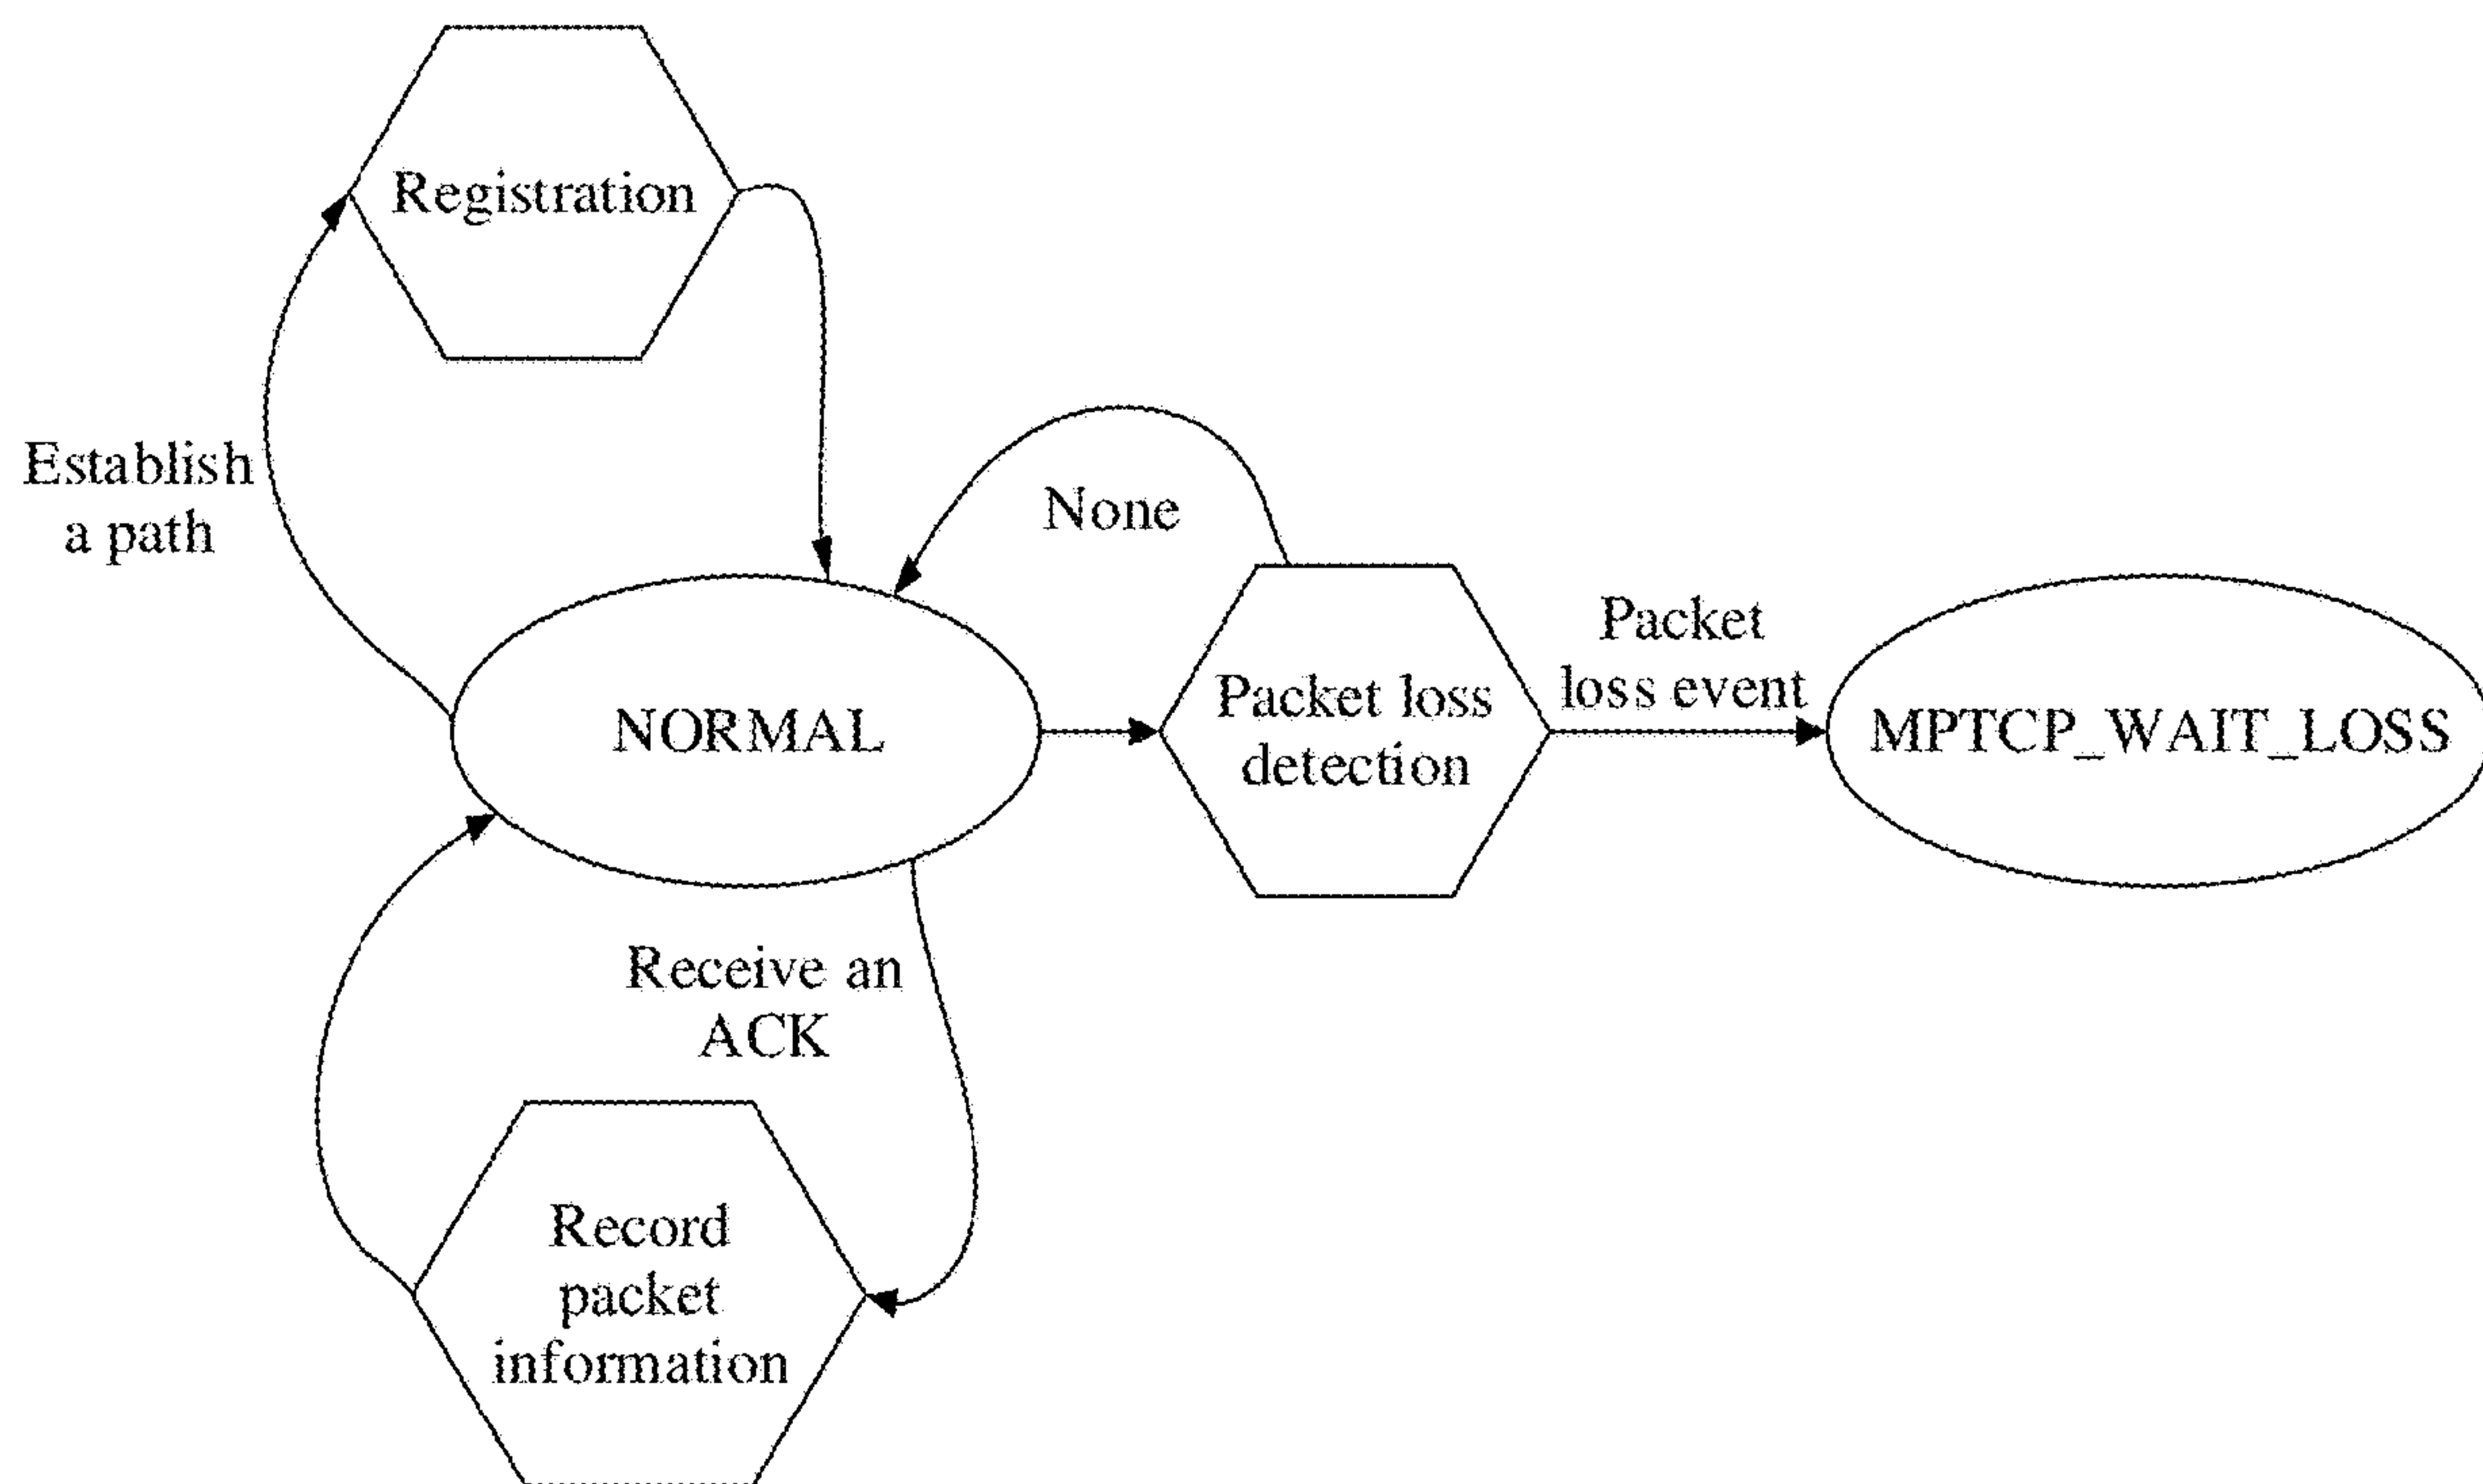 Registration
Establish
a path
None
NORMAL
Packet loss
detection
Packet
loss event
MPTCP_WAIT_LOSS
Receive an
ACK
Record
packet
information